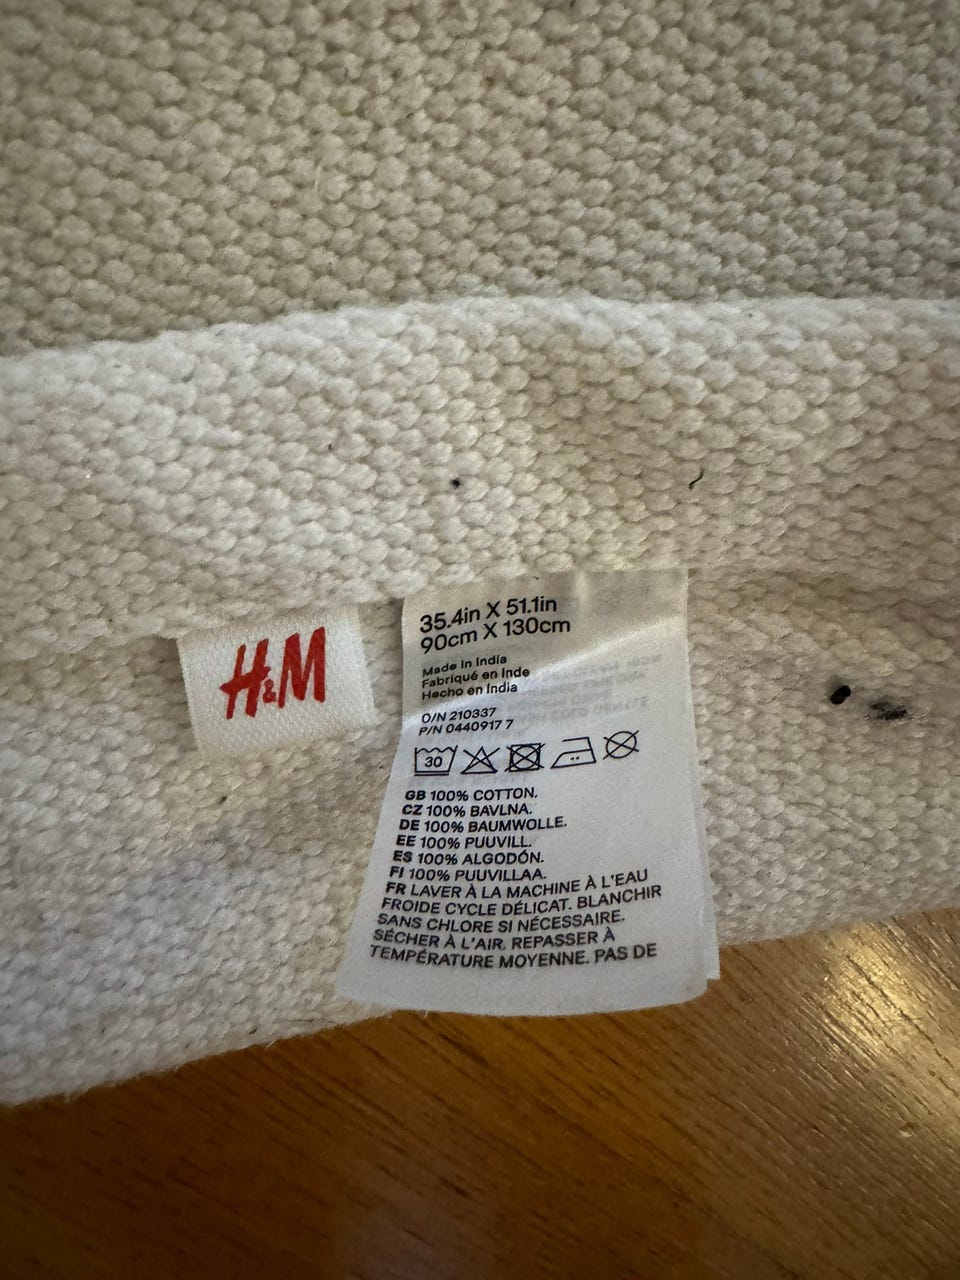 H&M
35.4in X 51.1in
90cm X 130cm
Made in India
Fabriqué en Inde
Hecho en India
O/N 210337
P/N 0440917 7
30
GB 100% COTTON.
CZ 100% BAVLNA.
DE 100% BAUMWOLLE.
EE 100% PUUVILL.
ES 100% ALGODÓN.
FI 100% PUUVILLAA.
FR LAVER À LA MACHINE À L'EAU
FROIDE CYCLE DÉLICAT. BLANCHIR
SANS CHLORE SI NÉCESSAIRE.
SÉCHER À L'AIR. REPASSER À
TEMPÉRATURE MOYENNE. PAS DE